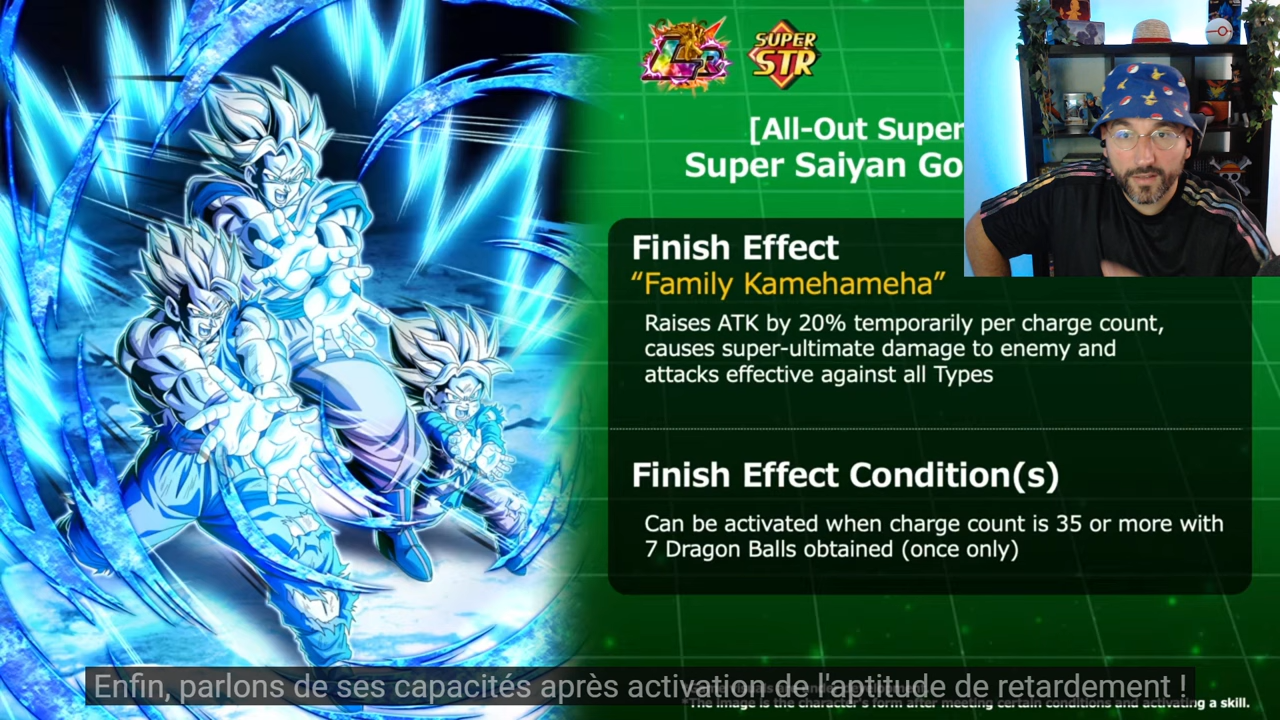 LR
SUPER
STR
[All-Out Super
Super Saiyan Go
Finish Effect
“Family Kamehameha”
Raises ATK by 20% temporarily per charge count,
causes super-ultimate damage to enemy and
attacks effective against all Types
Finish Effect Condition(s)
Can be activated when charge count is 35 or more with
7 Dragon Balls obtained (once only)
Enfin, parlons de ses capacités après activation de l'aptitude de retardement !
*The image is the character's form after meeting certain conditions and activating a skill.